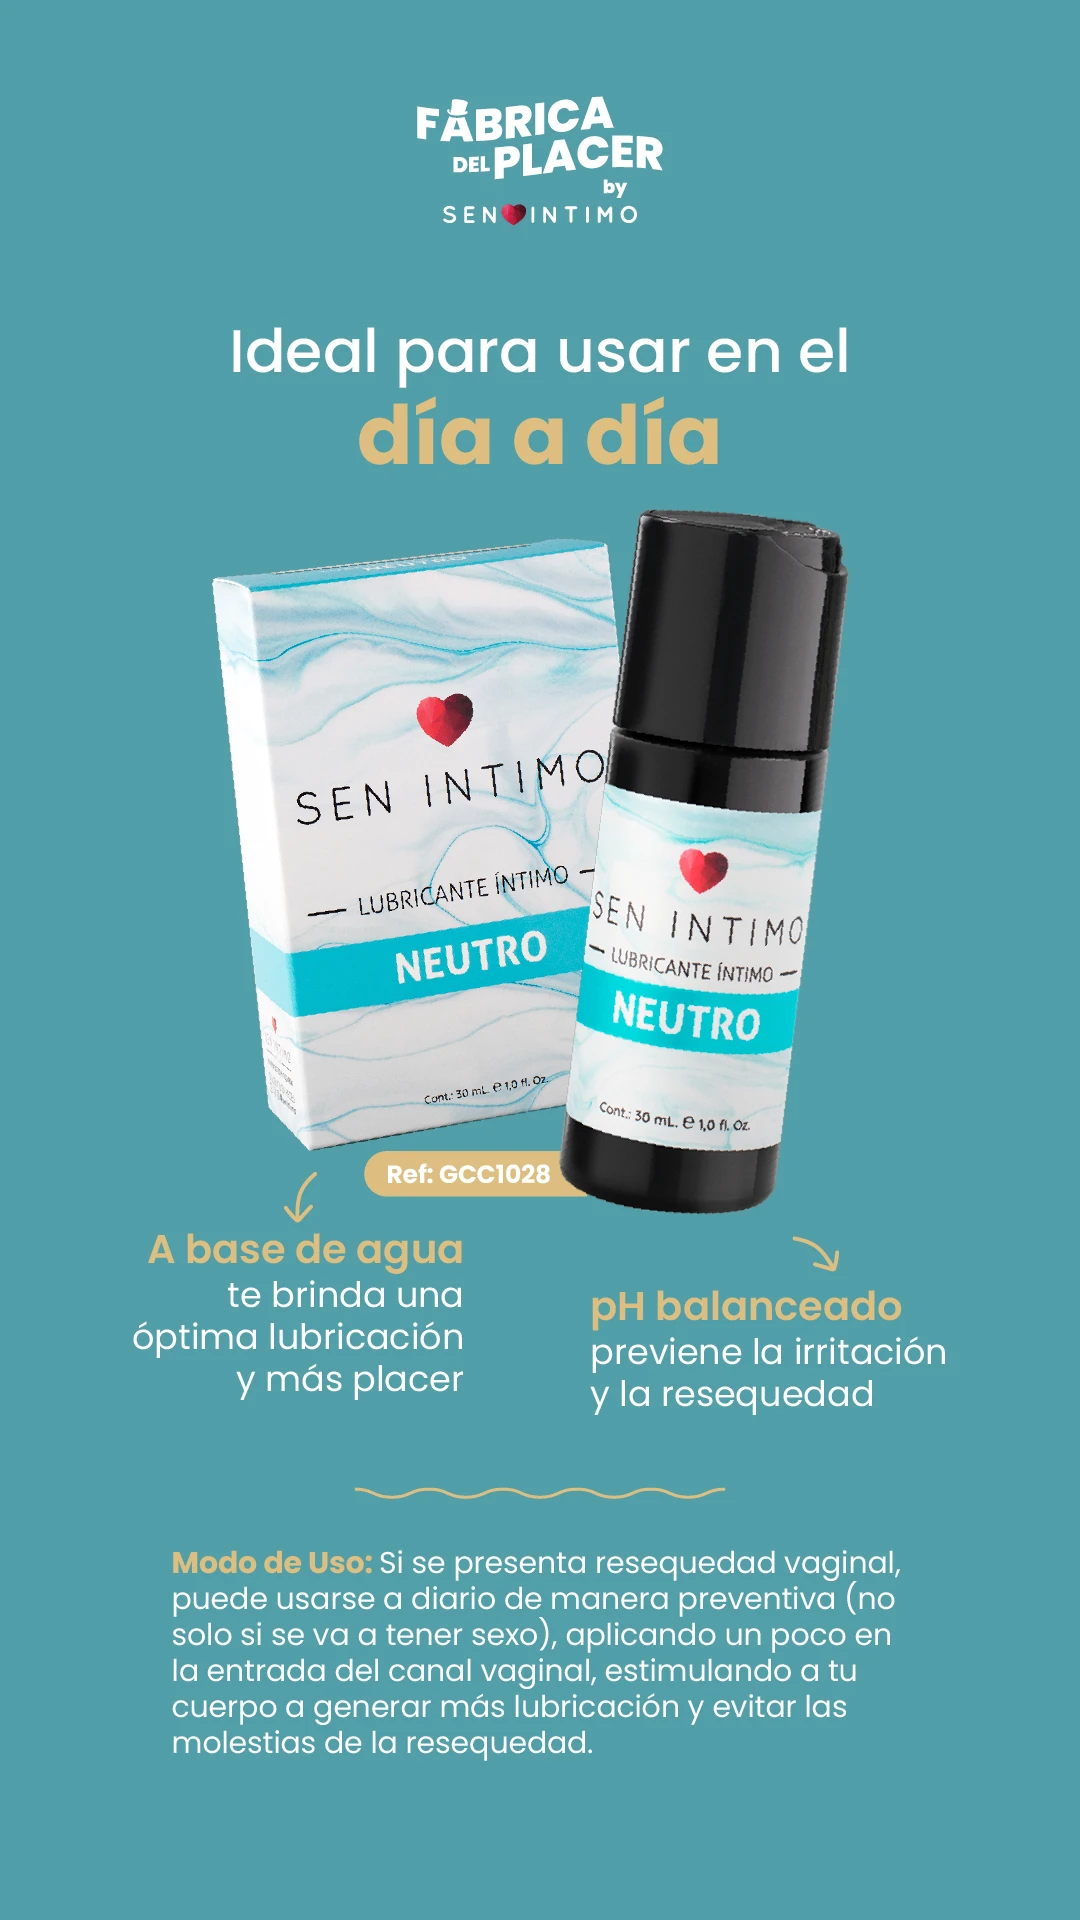 FÁBRICA
DEL PLACER
by
SEN INTIMO
Ideal para usar en el
día a día
NEUTRO
SEN INTIMO
LUBRICANTE ÍNTIMO
NEUTRO
Cont.: 30 mL. ℮ 1,0 fl. Oz.
SEN INTIMO
LUBRICANTE ÍNTIMO
NEUTRO
Cont.: 30 mL. ℮ 1,0 fl. Oz.
Ref: GCC1028
A base de agua
te brinda una
óptima lubricación
y más placer
pH balanceado
previene la irritación
y la resequedad
Modo de Uso: Si se presenta resequedad vaginal,
puede usarse a diario de manera preventiva (no
solo si se va a tener sexo), aplicando un poco en
la entrada del canal vaginal, estimulando a tu
cuerpo a generar más lubricación y evitar las
molestias de la resequedad.